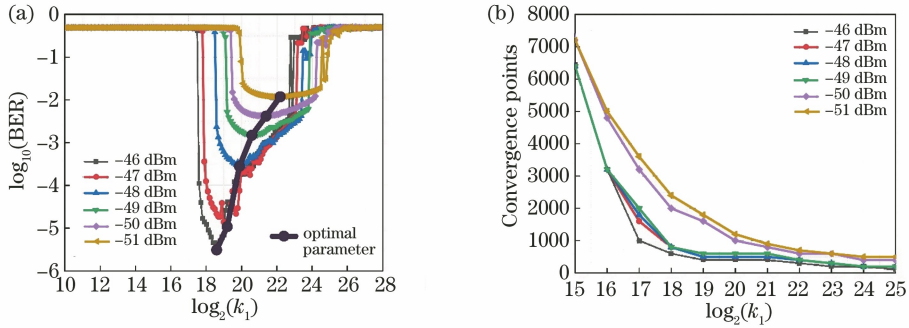 (a)
0
−1
−2
−3
−4
−5
−6
log10(BER)
−46 dBm
−47 dBm
−48 dBm
−49 dBm
−50 dBm
−51 dBm
optimal
parameter
10 12 14 16 18 20 22 24 26 28
log2(k1)
(b)
8000
7000
6000
5000
4000
3000
2000
1000
0
Convergence points
−46 dBm
−47 dBm
−48 dBm
−49 dBm
−50 dBm
−51 dBm
15 16 17 18 19 20 21 22 23 24 25
log2(k1)